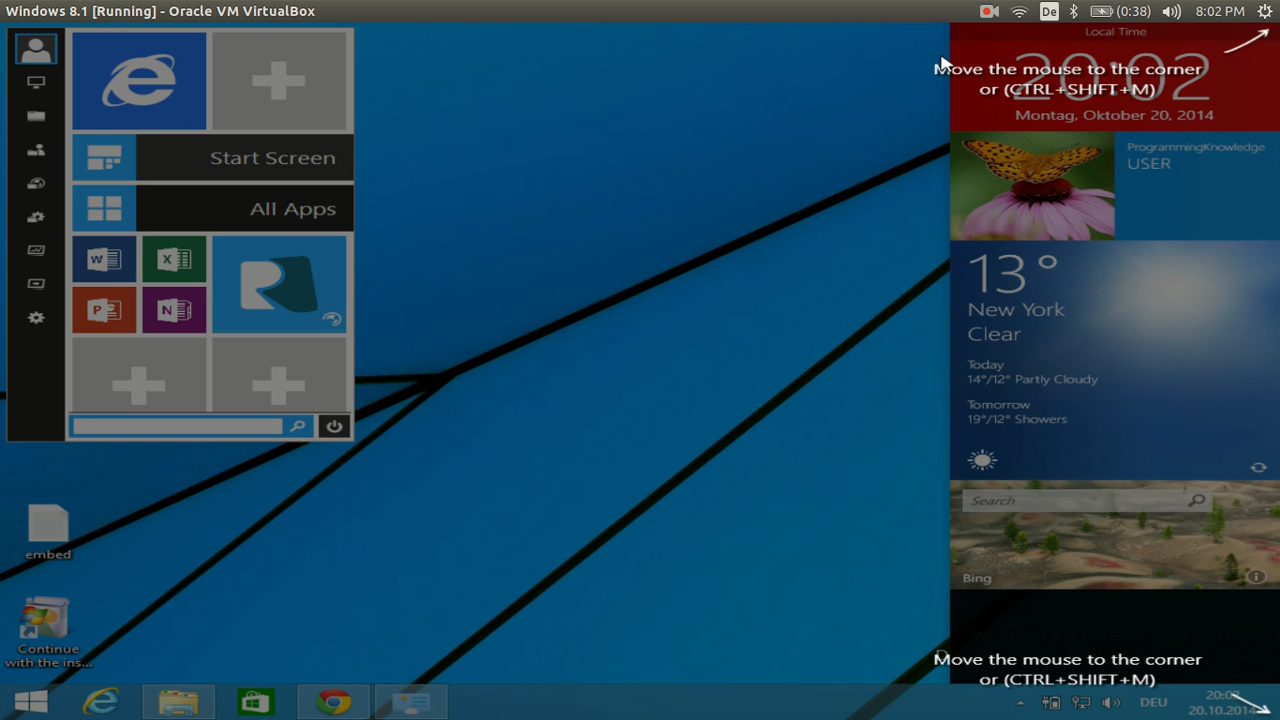 Windows 8.1 [Running] - Oracle VM VirtualBox
De
(0:38)
8:02 PM
Start Screen
All Apps
embed
Continue
with the ins...
Local Time
20:02
Move the mouse to the corner
or (CTRL+SHIFT+M)
Montag, Oktober 20, 2014
ProgrammingKnowledge
USER
13°
New York
Clear
Today
14°/12° Partly Cloudy
Tomorrow
19°/12° Showers
Search
Bing
Move the mouse to the corner
or (CTRL+SHIFT+M)
DEU
20:02
20.10.2014